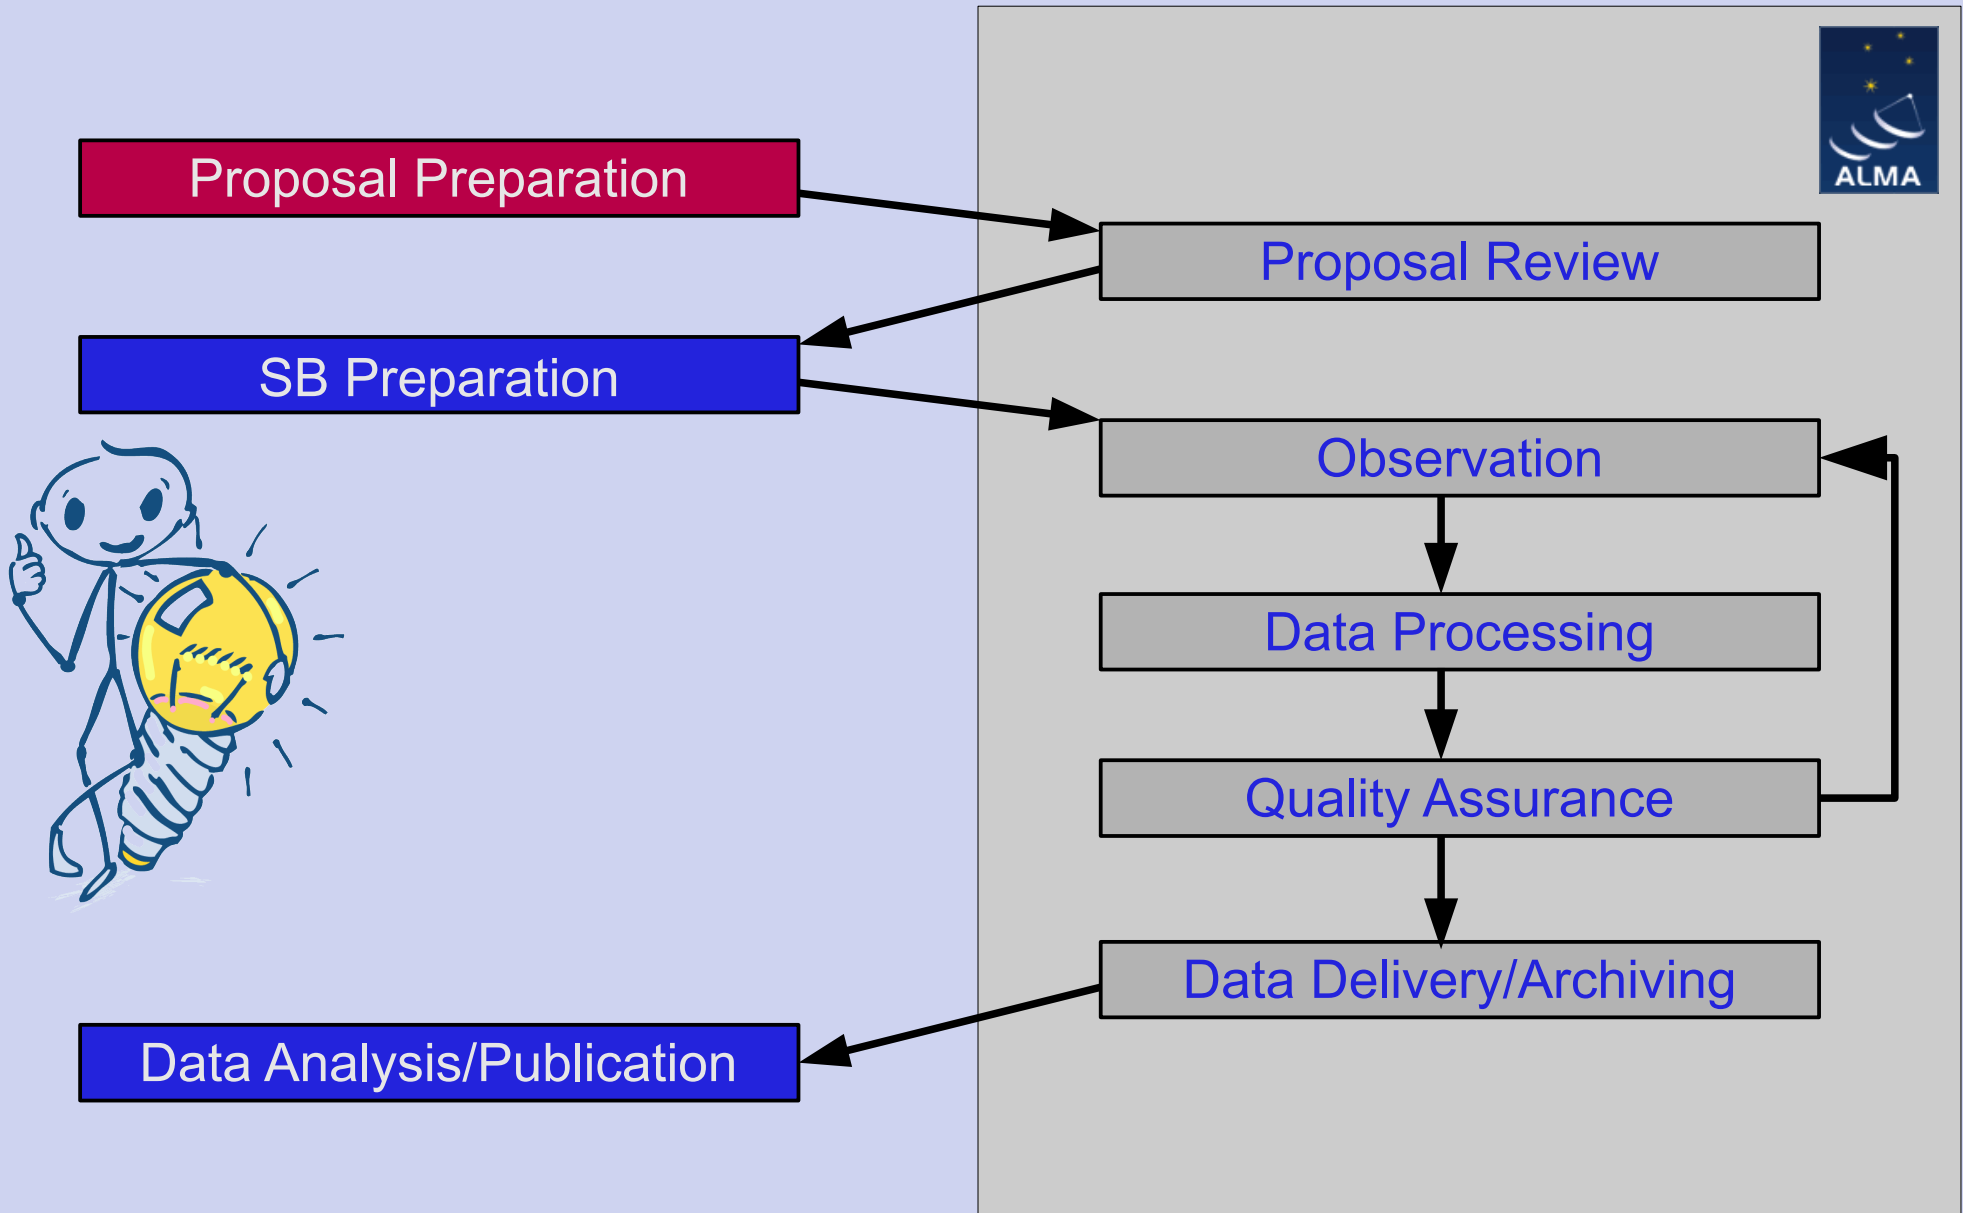 ALMA
Proposal Preparation
Proposal Review
SB Preparation
Observation
Data Processing
Quality Assurance
Data Delivery/Archiving
Data Analysis/Publication